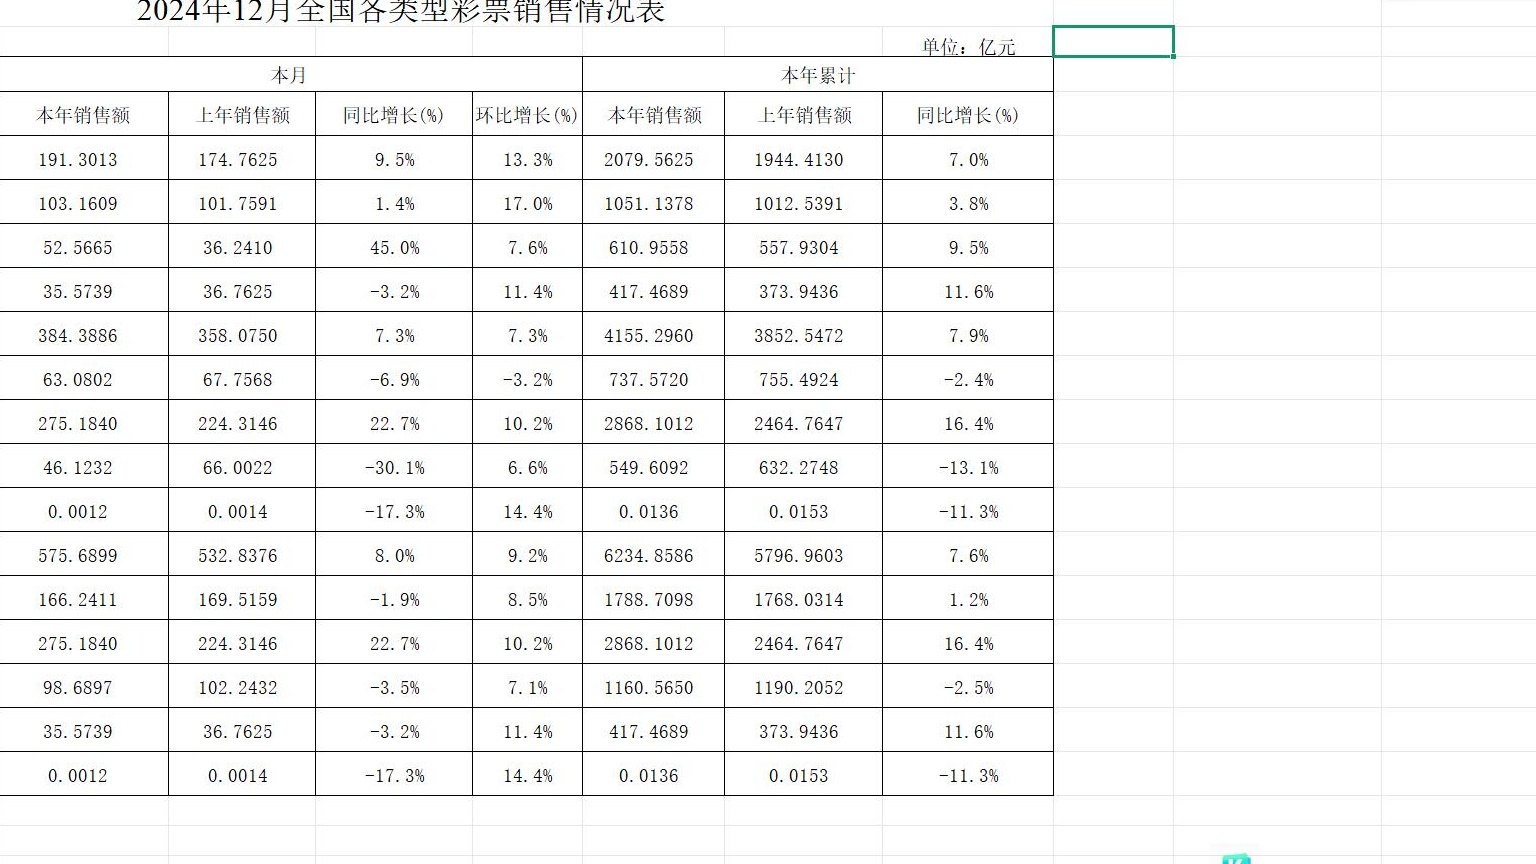 2024年12月全国各类型彩票销售情况表
单位：亿元
本月 本年累计
本年销售额 上年销售额 同比增长(%) 环比增长(%) 本年销售额 上年销售额 同比增长(%)
191.3013 174.7625 9.5% 13.3% 2079.5625 1944.4130 7.0%
103.1609 101.7591 1.4% 17.0% 1051.1378 1012.5391 3.8%
52.5665 36.2410 45.0% 7.6% 610.9558 557.9304 9.5%
35.5739 36.7625 -3.2% 11.4% 417.4689 373.9436 11.6%
384.3886 358.0750 7.3% 7.3% 4155.2960 3852.5472 7.9%
63.0802 67.7568 -6.9% -3.2% 737.5720 755.4924 -2.4%
275.1840 224.3146 22.7% 10.2% 2868.1012 2464.7647 16.4%
46.1232 66.0022 -30.1% 6.6% 549.6092 632.2748 -13.1%
0.0012 0.0014 -17.3% 14.4% 0.0136 0.0153 -11.3%
575.6899 532.8376 8.0% 9.2% 6234.8586 5796.9603 7.6%
166.2411 169.5159 -1.9% 8.5% 1788.7098 1768.0314 1.2%
275.1840 224.3146 22.7% 10.2% 2868.1012 2464.7647 16.4%
98.6897 102.2432 -3.5% 7.1% 1160.5650 1190.2052 -2.5%
35.5739 36.7625 -3.2% 11.4% 417.4689 373.9436 11.6%
0.0012 0.0014 -17.3% 14.4% 0.0136 0.0153 -11.3%